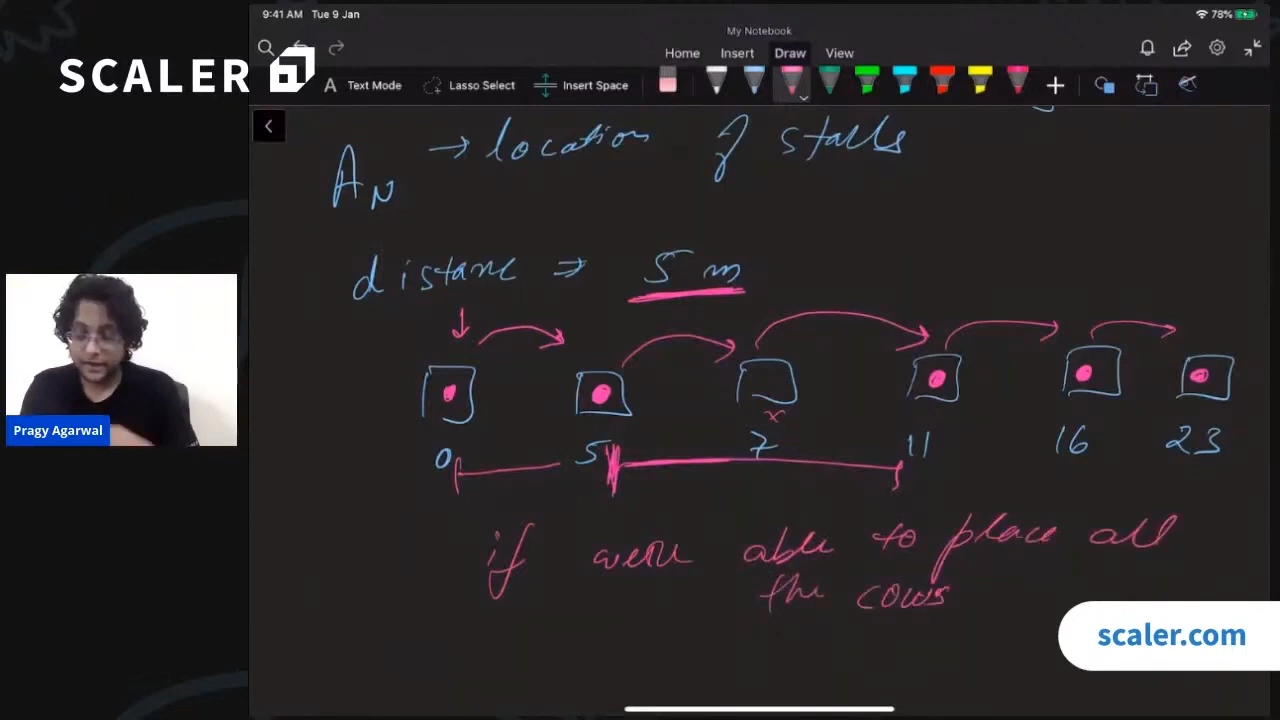 9:41 AM Tue 9 Jan
78%
My Notebook
SCALER
Home Insert Draw View
Text Mode Lasso Select Insert Space
AN → location of stalls
distance ⇒ 5 m
0 5 7 11 16 23
x
if were able to place all
the cows
Pragy Agarwal
scaler.com